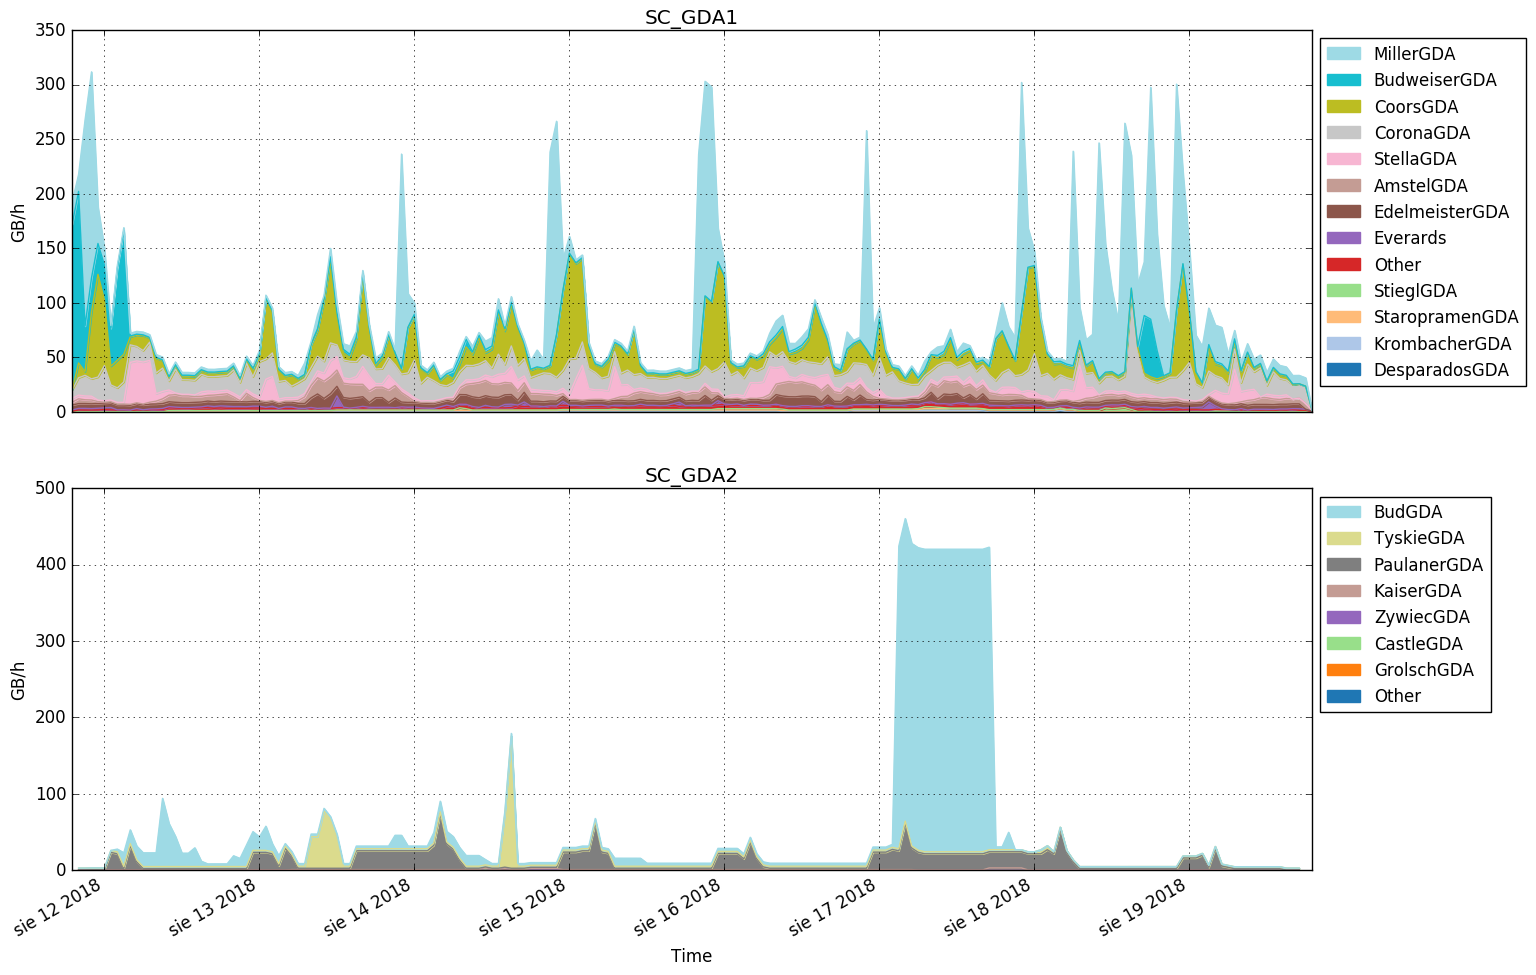 SC_GDA1
350
300
250
200
150
100
50
0
GB/h
MillerGDA
BudweiserGDA
CoorsGDA
CoronaGDA
StellaGDA
AmstelGDA
EdelmeisterGDA
Everards
Other
StieglGDA
StaropramenGDA
KrombacherGDA
DesparadosGDA
SC_GDA2
500
400
300
200
100
0
GB/h
BudGDA
TyskieGDA
PaulanerGDA
KaiserGDA
ZywiecGDA
CastleGDA
GrolschGDA
Other
sie 12 2018
sie 13 2018
sie 14 2018
sie 15 2018
sie 16 2018
sie 17 2018
sie 18 2018
sie 19 2018
Time